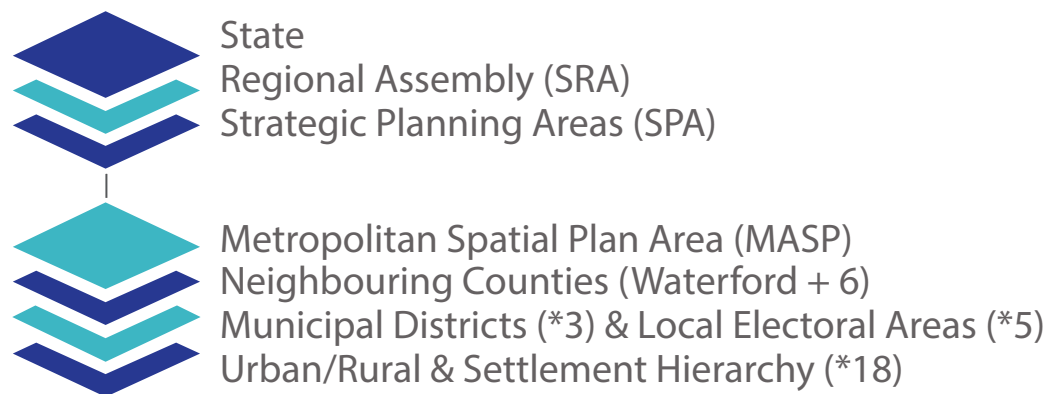 State
Regional Assembly (SRA)
Strategic Planning Areas (SPA)
Metropolitan Spatial Plan Area (MASP)
Neighbouring Counties (Waterford + 6)
Municipal Districts (*3) & Local Electoral Areas (*5)
Urban/Rural & Settlement Hierarchy (*18)